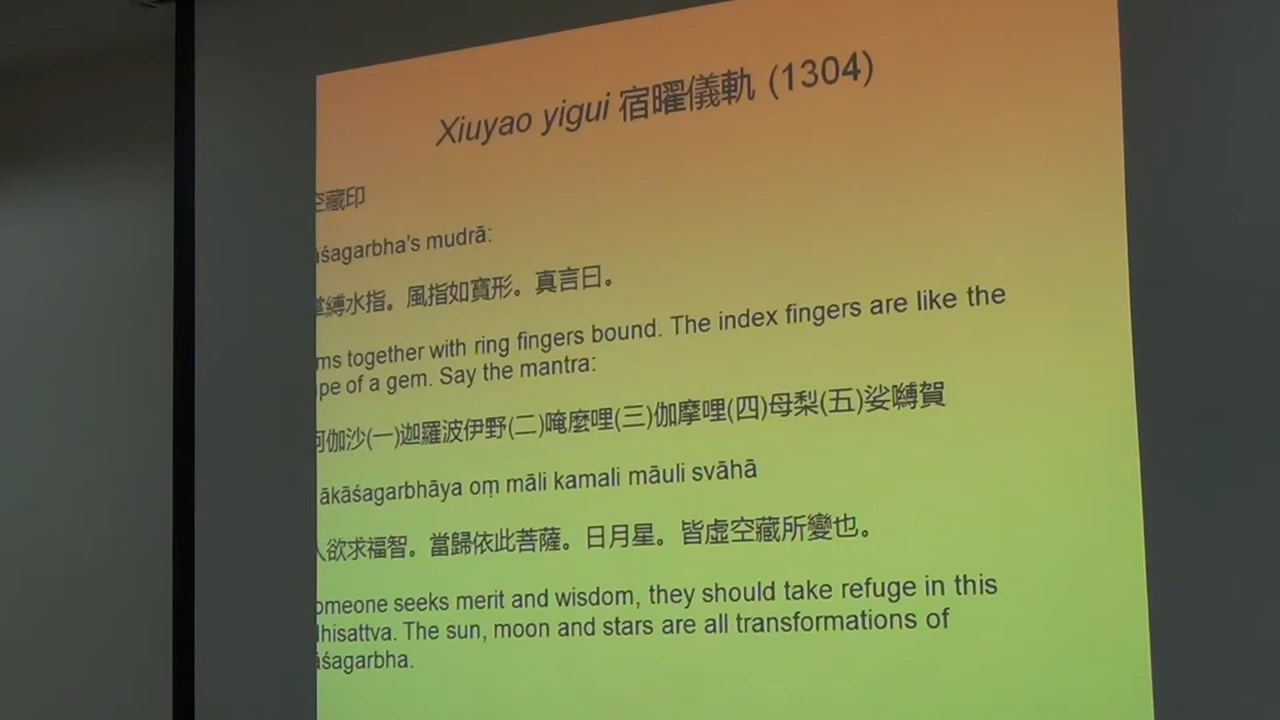 Xiuyao yigui 宿曜儀軌 (1304)
空藏印
āśagarbha's mudrā:
掌縛水指。風指如寶形。真言曰。
ms together with ring fingers bound. The index fingers are like the
pe of a gem. Say the mantra:
阿伽沙(一)迦羅波伊野(二)唵麼哩(三)伽摩哩(四)母梨(五)娑嚩賀
ākāśagarbhāya oṃ māli kamali māuli svāhā
人欲求福智。當歸依此菩薩。日月星。皆虛空藏所變也。
omeone seeks merit and wisdom, they should take refuge in this
dhisattva. The sun, moon and stars are all transformations of
āśagarbha.